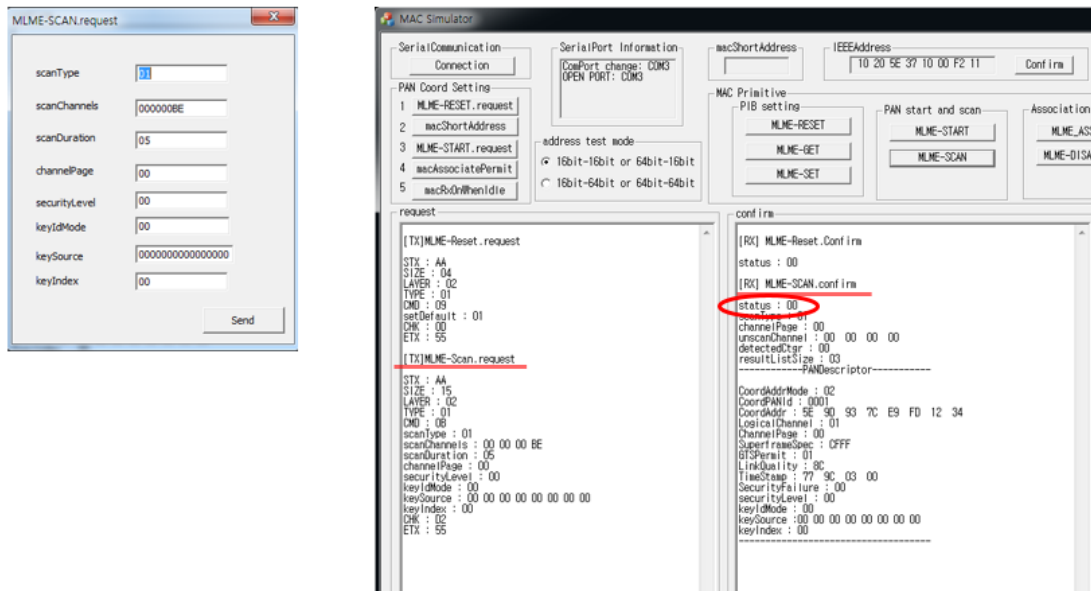 MLME-SCAN.request
scanType 01
scanChannels 000000BE
scanDuration 05
channelPage 00
securityLevel 00
keyIdMode 00
keySource 0000000000000000
keyIndex 00
Send
MAC Simulator
SerialCommunication
Connection
SerialPort Information
ComPort change: COM3
OPEN PORT: COM3
macShortAddress
IEEEAddress
10 20 5E 37 10 00 F2 11
Confirm
PAN Coord Setting
1 MLME-RESET.request
2 macShortAddress
3 MLME-START.request
4 macAssociatePermit
5 macRxOnWhenIdle
address test mode
16bit-16bit or 64bit-16bit
16bit-64bit or 64bit-64bit
MAC Primitive
PIB setting
MLME-RESET
MLME-GET
MLME-SET
PAN start and scan
MLME-START
MLME-SCAN
Association
MLME_ASS
MLME-DISA
request
[TX]MLME-Reset.request
STX : AA
SIZE : 04
LAYER : 02
TYPE : 01
CMD : 09
setDefault : 01
CHK : 0D
ETX : 55
[TX]MLME-Scan.request
STX : AA
SIZE : 15
LAYER : 02
TYPE : 01
CMD : 0B
scanType : 01
scanChannels : 00 00 00 BE
scanDuration : 05
channelPage : 00
securityLevel : 00
keyIdMode : 00
keySource : 00 00 00 00 00 00 00 00
keyIndex : 00
CHK : D2
ETX : 55
confirm
[RX] MLME-Reset.Confirm
status : 00
[RX] MLME-SCAN.confirm
status : 00
scanType : 01
channelPage : 00
unscanChannel : 00 00 00 00
detectedCtgr : 00
resultListSize : 03
------------PANDescriptor-----------
CoordAddrMode : 02
CoordPANId : 0001
CoordAddr : 5E 9D 93 7C E9 FD 12 34
LogicalChannel : 01
ChannelPage : 00
SuperframeSpec : CFFF
GTSPermit : 01
LinkQuality : 8C
TimeStamp : 77 9C 03 00
SecurityFailure : 00
securityLevel : 00
keyIdMode : 00
keySource :00 00 00 00 00 00 00 00
keyIndex : 00
------------------------------------